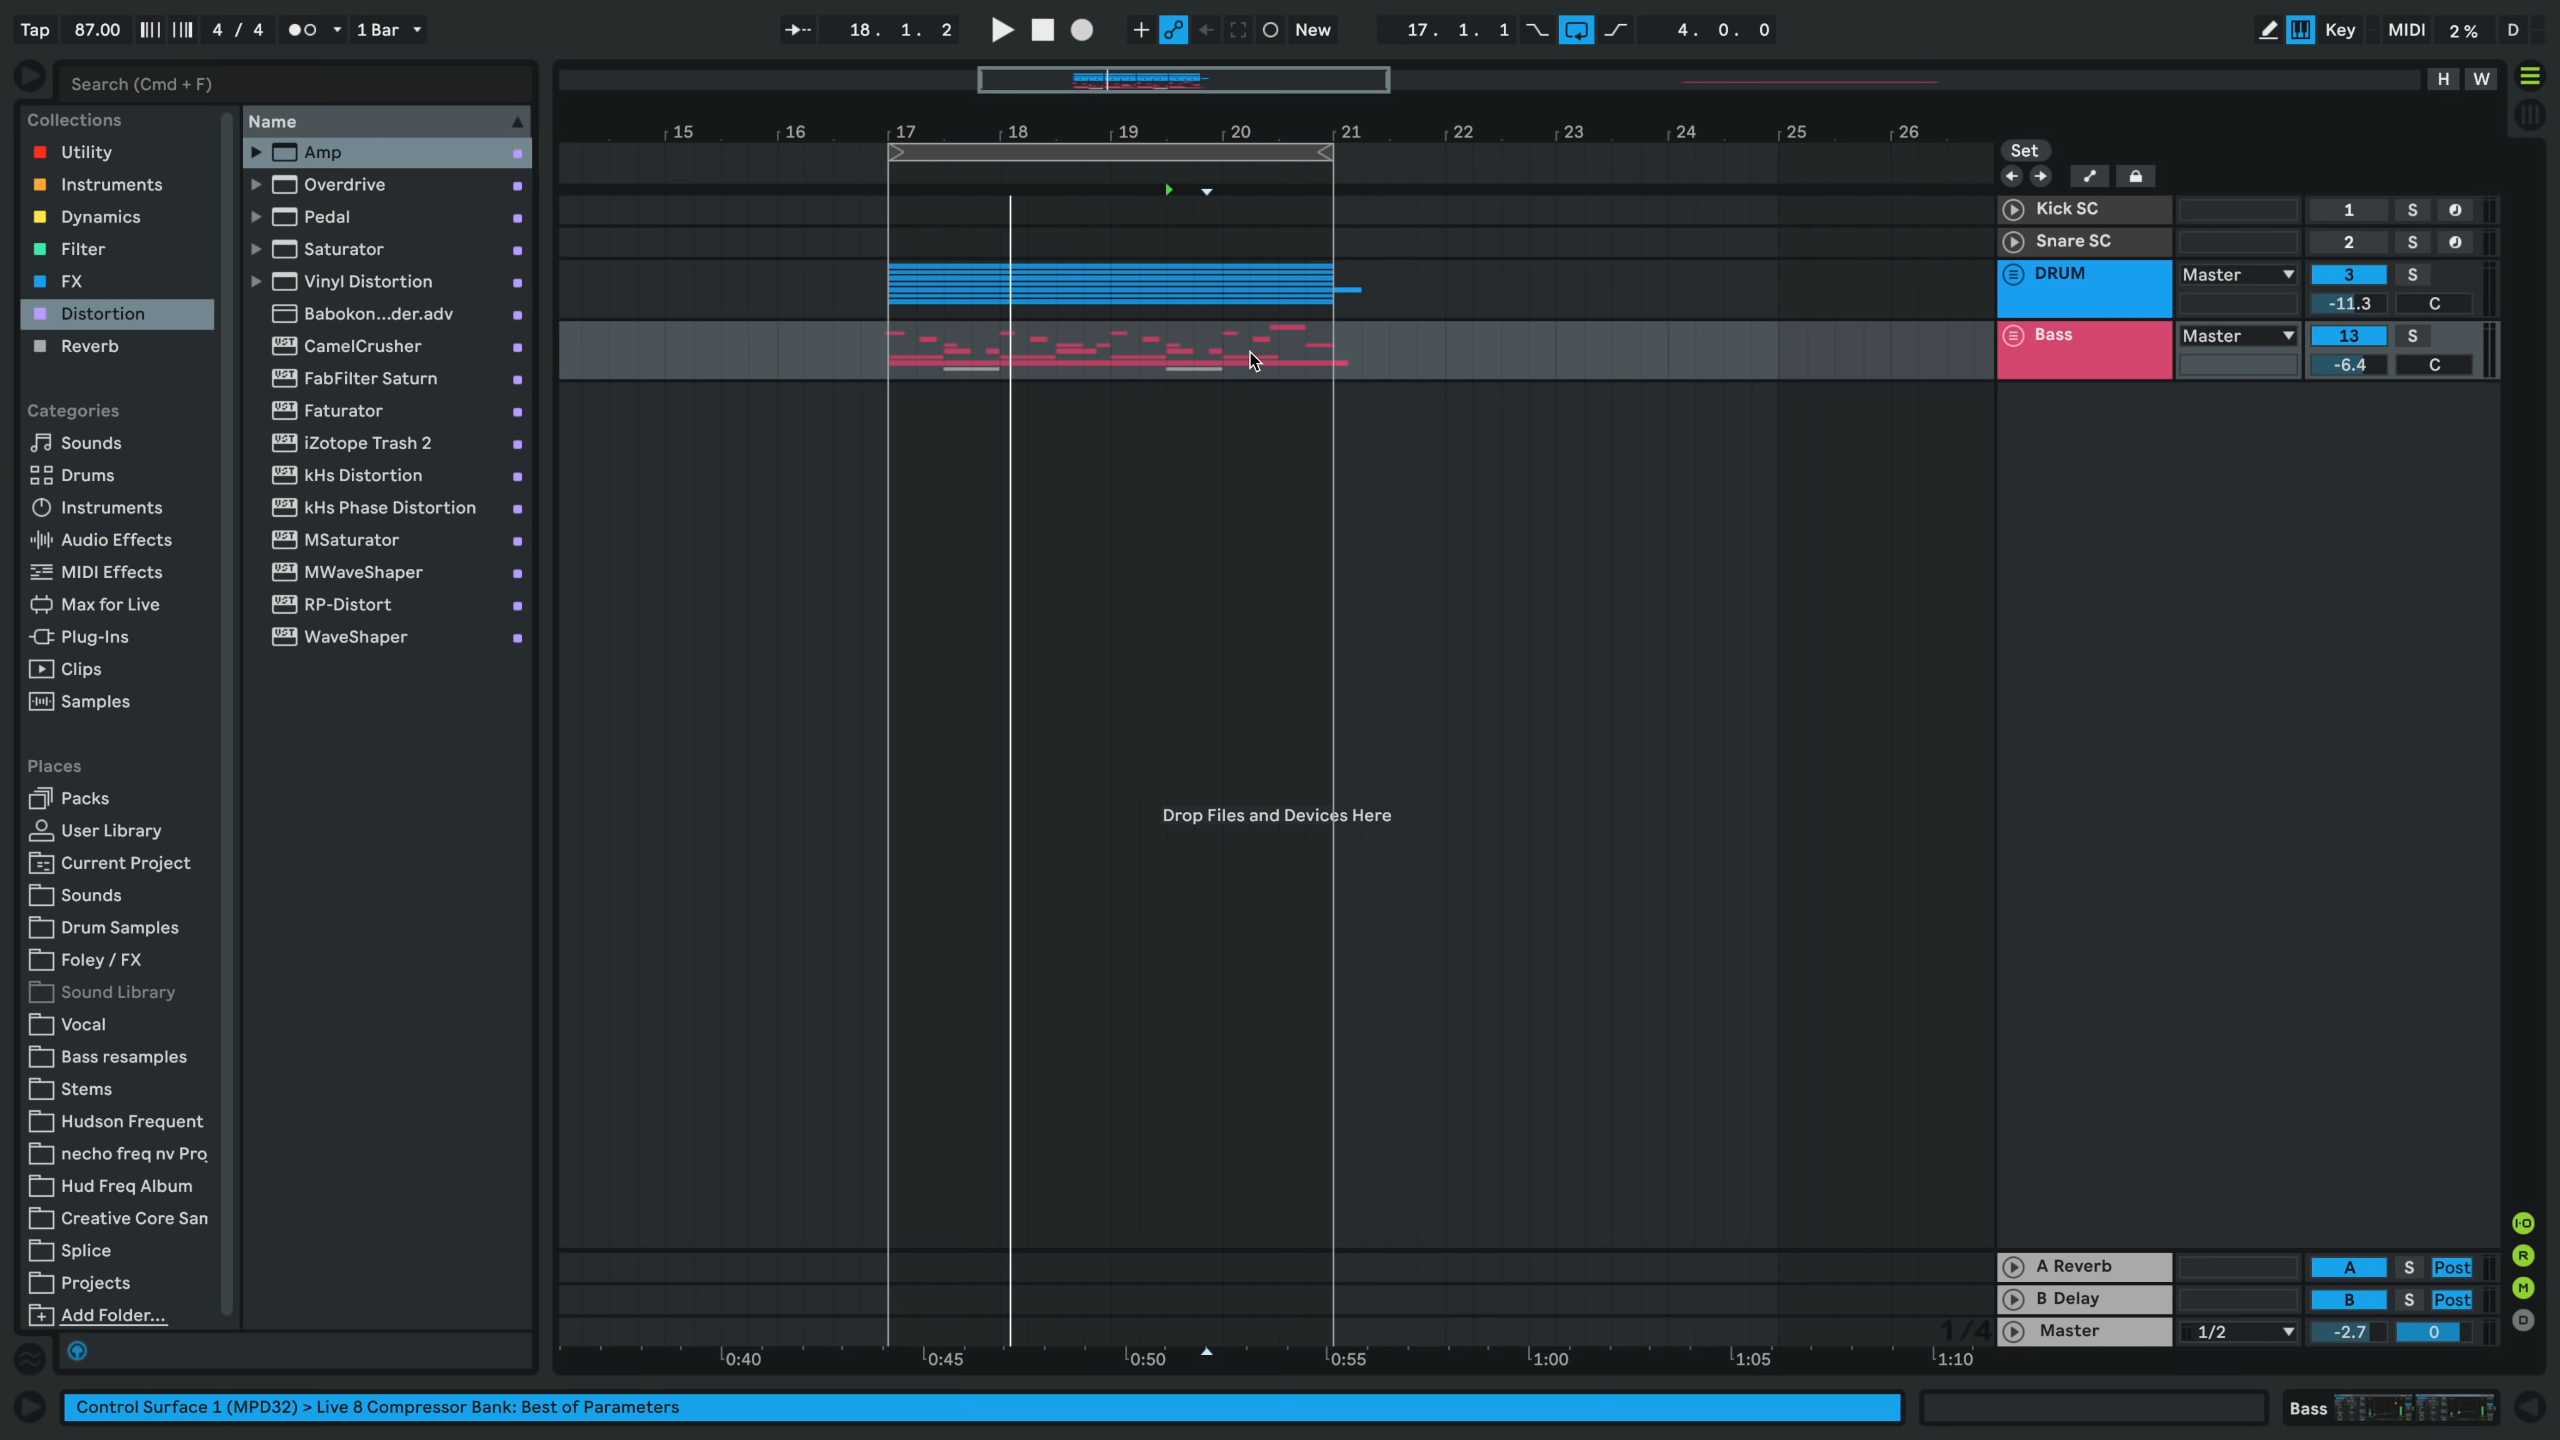 Tap 87.00 4 / 4 1 Bar 18. 1. 2 New 17. 1. 1 4. 0. 0 Key MIDI 2 % D
Search (Cmd + F)
H W
Collections
Utility
Instruments
Dynamics
Filter
FX
Distortion
Reverb
Categories
Sounds
Drums
Instruments
Audio Effects
MIDI Effects
Max for Live
Plug-Ins
Clips
Samples
Places
Packs
User Library
Current Project
Sounds
Drum Samples
Foley / FX
Sound Library
Vocal
Bass resamples
Stems
Hudson Frequent
necho freq nv Pro
Hud Freq Album
Creative Core San
Splice
Projects
Add Folder...
Name
Amp
Overdrive
Pedal
Saturator
Vinyl Distortion
Babokon...der.adv
CamelCrusher
FabFilter Saturn
Faturator
iZotope Trash 2
kHs Distortion
kHs Phase Distortion
MSaturator
MWaveShaper
RP-Distort
WaveShaper
15 16 17 18 19 20 21 22 23 24 25 26
Set
Kick SC 1 S
Snare SC 2 S
DRUM Master 3 S
-11.3 C
Bass Master 13 S
-6.4 C
Drop Files and Devices Here
A Reverb A S Post
B Delay B S Post
1/4 Master 1/2 -2.7 0
I·O
R
M
D
0:40 0:45 0:50 0:55 1:00 1:05 1:10
Control Surface 1 (MPD32) > Live 8 Compressor Bank: Best of Parameters
Bass